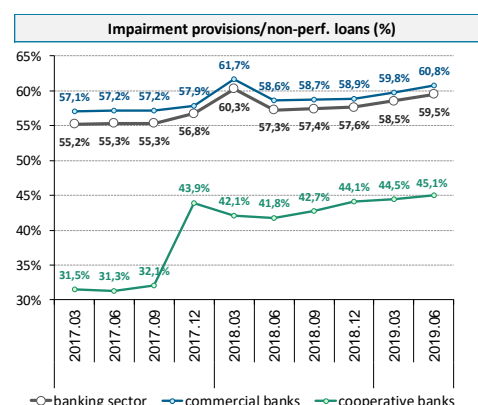 Impairment provisions/non-perf. loans (%)
65%
60%
55%
50%
45%
40%
35%
30%
57,1% 57,2% 57,2% 57,9% 61,7% 58,6% 58,7% 58,9% 59,8% 60,8%
55,2% 55,3% 55,3% 56,8% 60,3% 57,3% 57,4% 57,6% 58,5% 59,5%
31,5% 31,3% 32,1% 43,9% 42,1% 41,8% 42,7% 44,1% 44,5% 45,1%
2017.03 2017.06 2017.09 2017.12 2018.03 2018.06 2018.09 2018.12 2019.03 2019.06
banking sector commercial banks cooperative banks